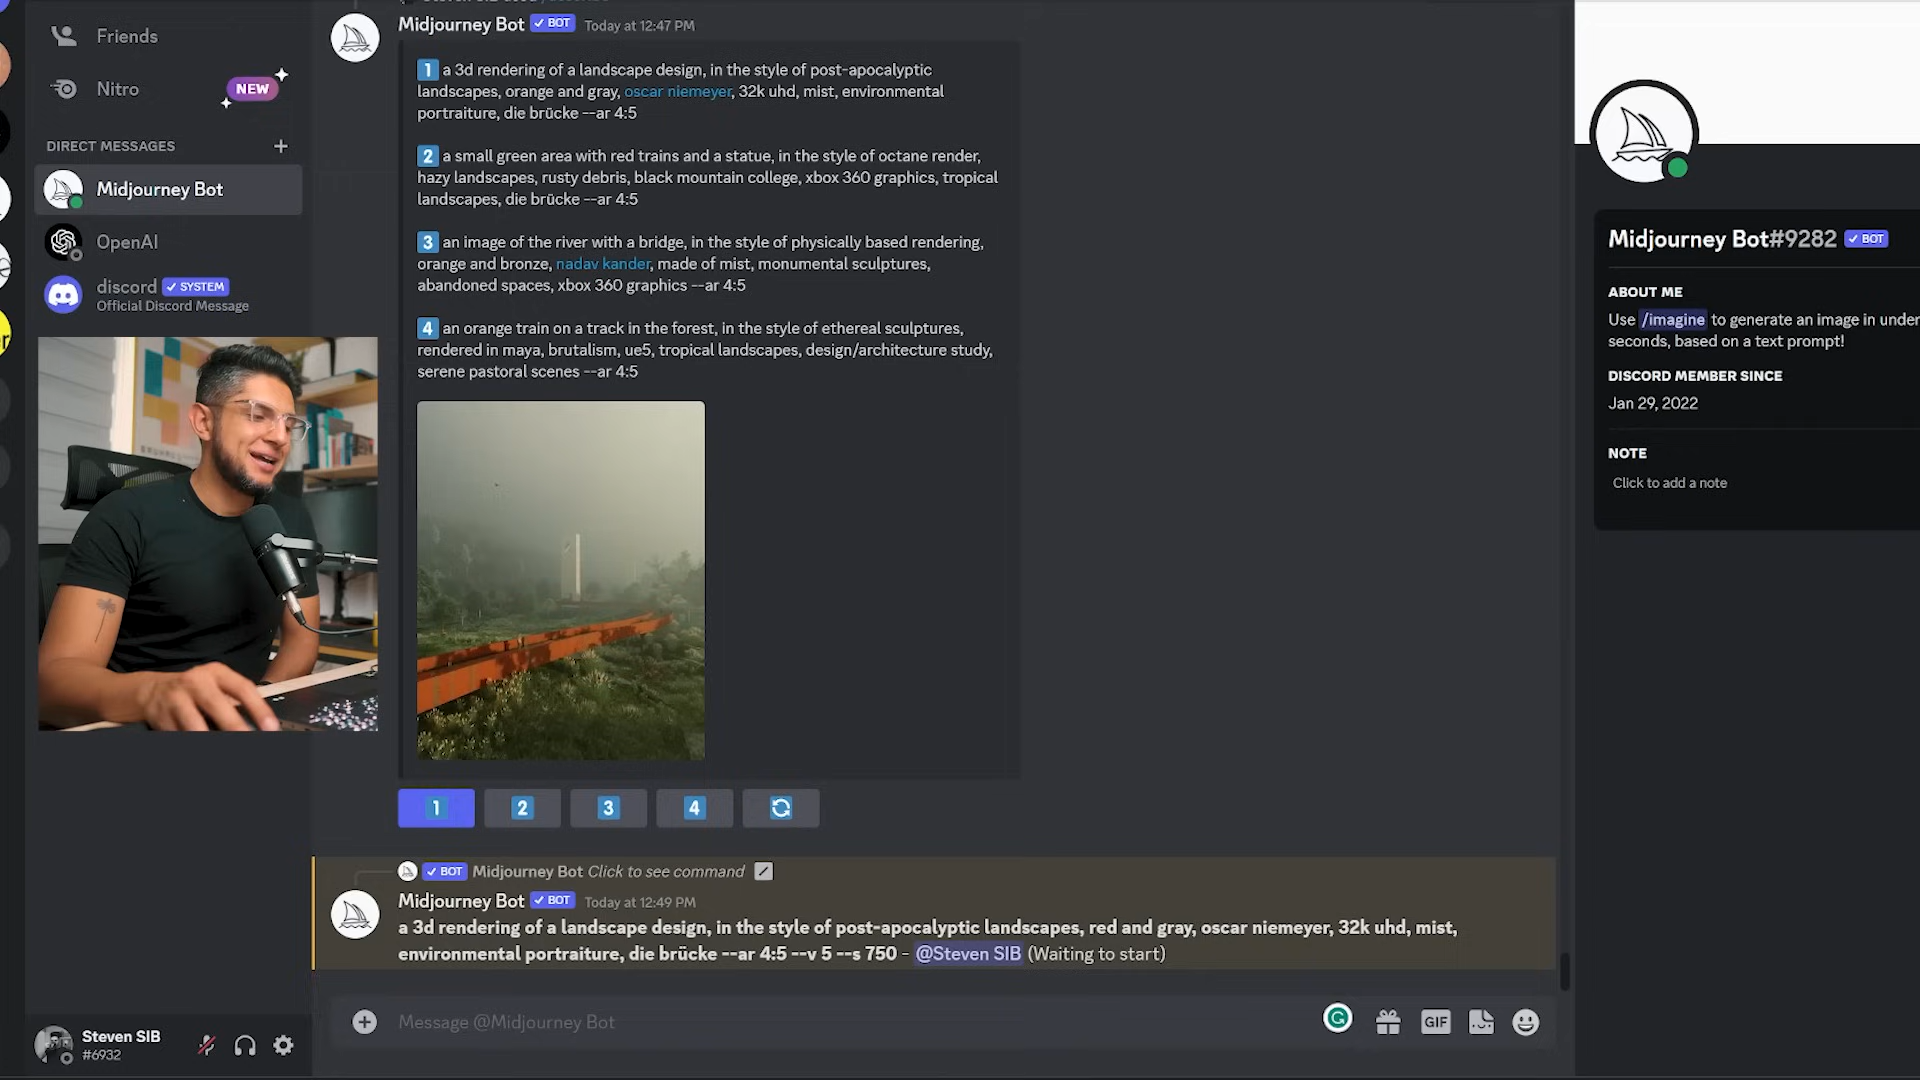 Friends
Nitro
NEW
DIRECT MESSAGES
Midjourney Bot
OpenAI
discord ✓ SYSTEM
Official Discord Message
Steven SIB
#6932
Midjourney Bot ✓ BOT Today at 12:47 PM
1 a 3d rendering of a landscape design, in the style of post-apocalyptic
landscapes, orange and gray, oscar niemeyer, 32k uhd, mist, environmental
portraiture, die brücke --ar 4:5
2 a small green area with red trains and a statue, in the style of octane render,
hazy landscapes, rusty debris, black mountain college, xbox 360 graphics, tropical
landscapes, die brücke --ar 4:5
3 an image of the river with a bridge, in the style of physically based rendering,
orange and bronze, nadav kander, made of mist, monumental sculptures,
abandoned spaces, xbox 360 graphics --ar 4:5
4 an orange train on a track in the forest, in the style of ethereal sculptures,
rendered in maya, brutalism, ue5, tropical landscapes, design/architecture study,
serene pastoral scenes --ar 4:5
1 2 3 4
✓ BOT Midjourney Bot Click to see command
Midjourney Bot ✓ BOT Today at 12:49 PM
a 3d rendering of a landscape design, in the style of post-apocalyptic landscapes, red and gray, oscar niemeyer, 32k uhd, mist,
environmental portraiture, die brücke --ar 4:5 --v 5 --s 750 - @Steven SIB (Waiting to start)
Message @Midjourney Bot
GIF
Midjourney Bot#9282 ✓ BOT
ABOUT ME
Use /imagine to generate an image in under
seconds, based on a text prompt!
DISCORD MEMBER SINCE
Jan 29, 2022
NOTE
Click to add a note